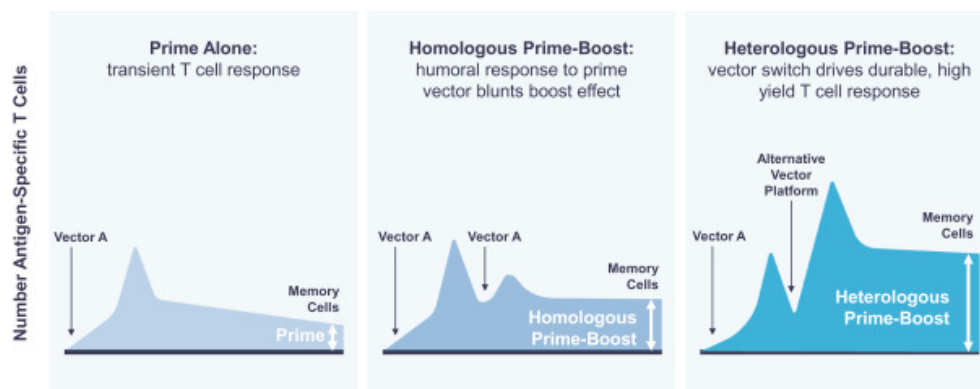 Number Antigen-Specific T Cells
Prime Alone:
transient T cell response
Vector A
Memory
Cells
Prime
Homologous Prime-Boost:
humoral response to prime
vector blunts boost effect
Vector A
Vector A
Memory
Cells
Homologous
Prime-Boost
Heterologous Prime-Boost:
vector switch drives durable, high
yield T cell response
Alternative
Vector
Platform
Vector A
Memory
Cells
Heterologous
Prime-Boost